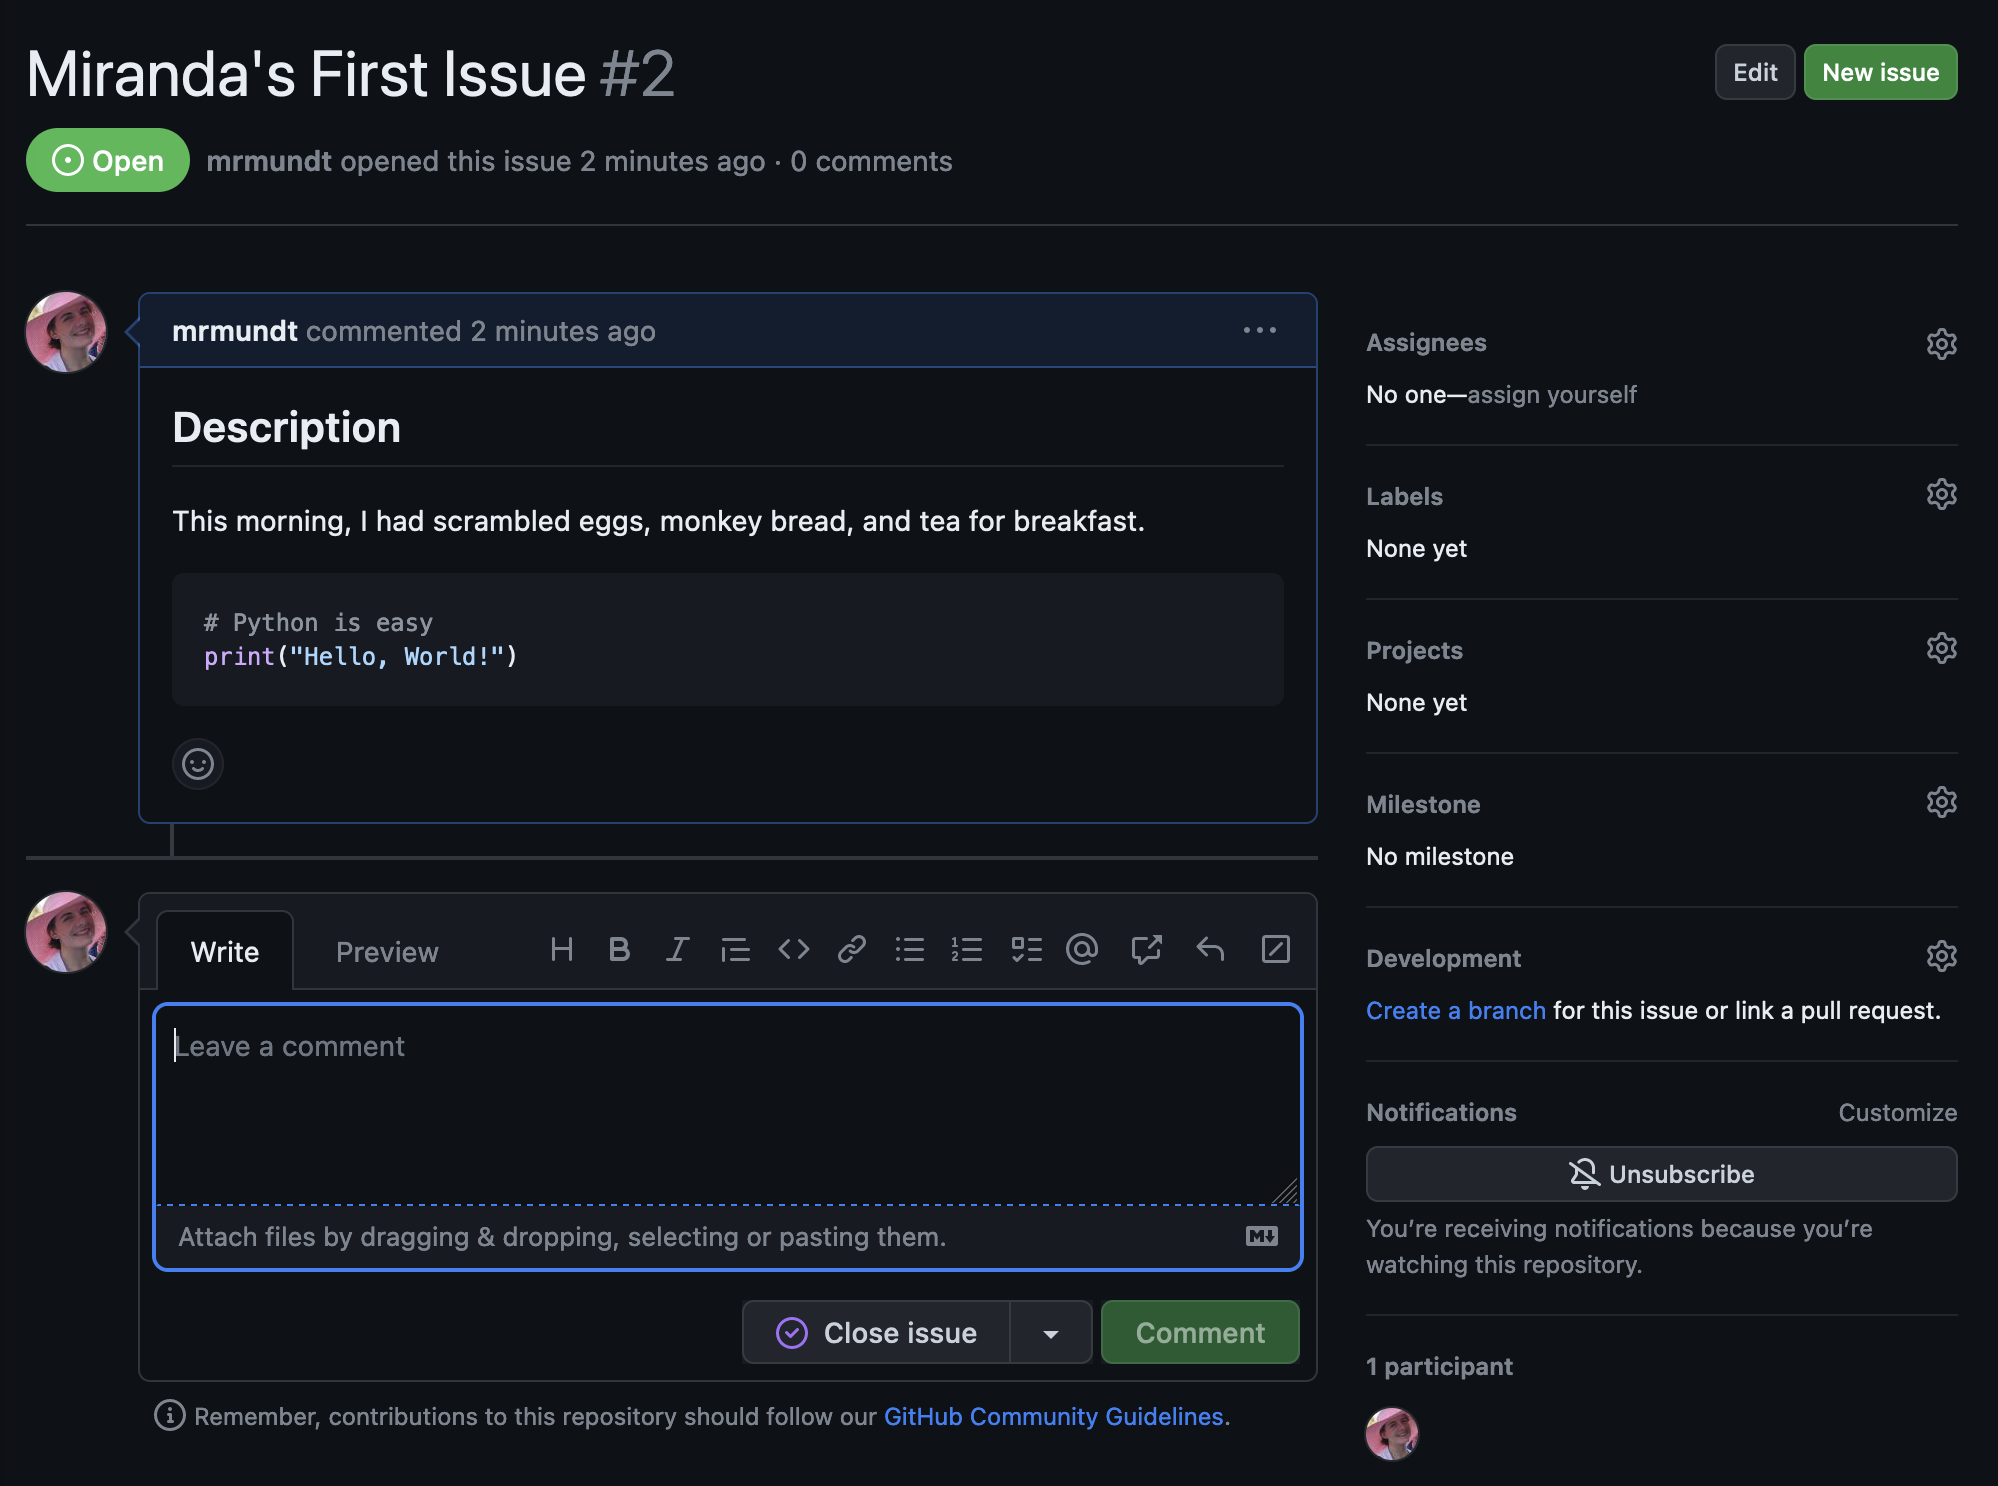 Miranda's First Issue #2
Edit
New issue
Open
mrmundt opened this issue 2 minutes ago · 0 comments
mrmundt commented 2 minutes ago
Description
This morning, I had scrambled eggs, monkey bread, and tea for breakfast.
# Python is easy
print("Hello, World!")
Write
Preview
Leave a comment
Attach files by dragging & dropping, selecting or pasting them.
Close issue
Comment
Remember, contributions to this repository should follow our GitHub Community Guidelines.
Assignees
No one—assign yourself
Labels
None yet
Projects
None yet
Milestone
No milestone
Development
Create a branch for this issue or link a pull request.
Notifications
Customize
Unsubscribe
You're receiving notifications because you're
watching this repository.
1 participant